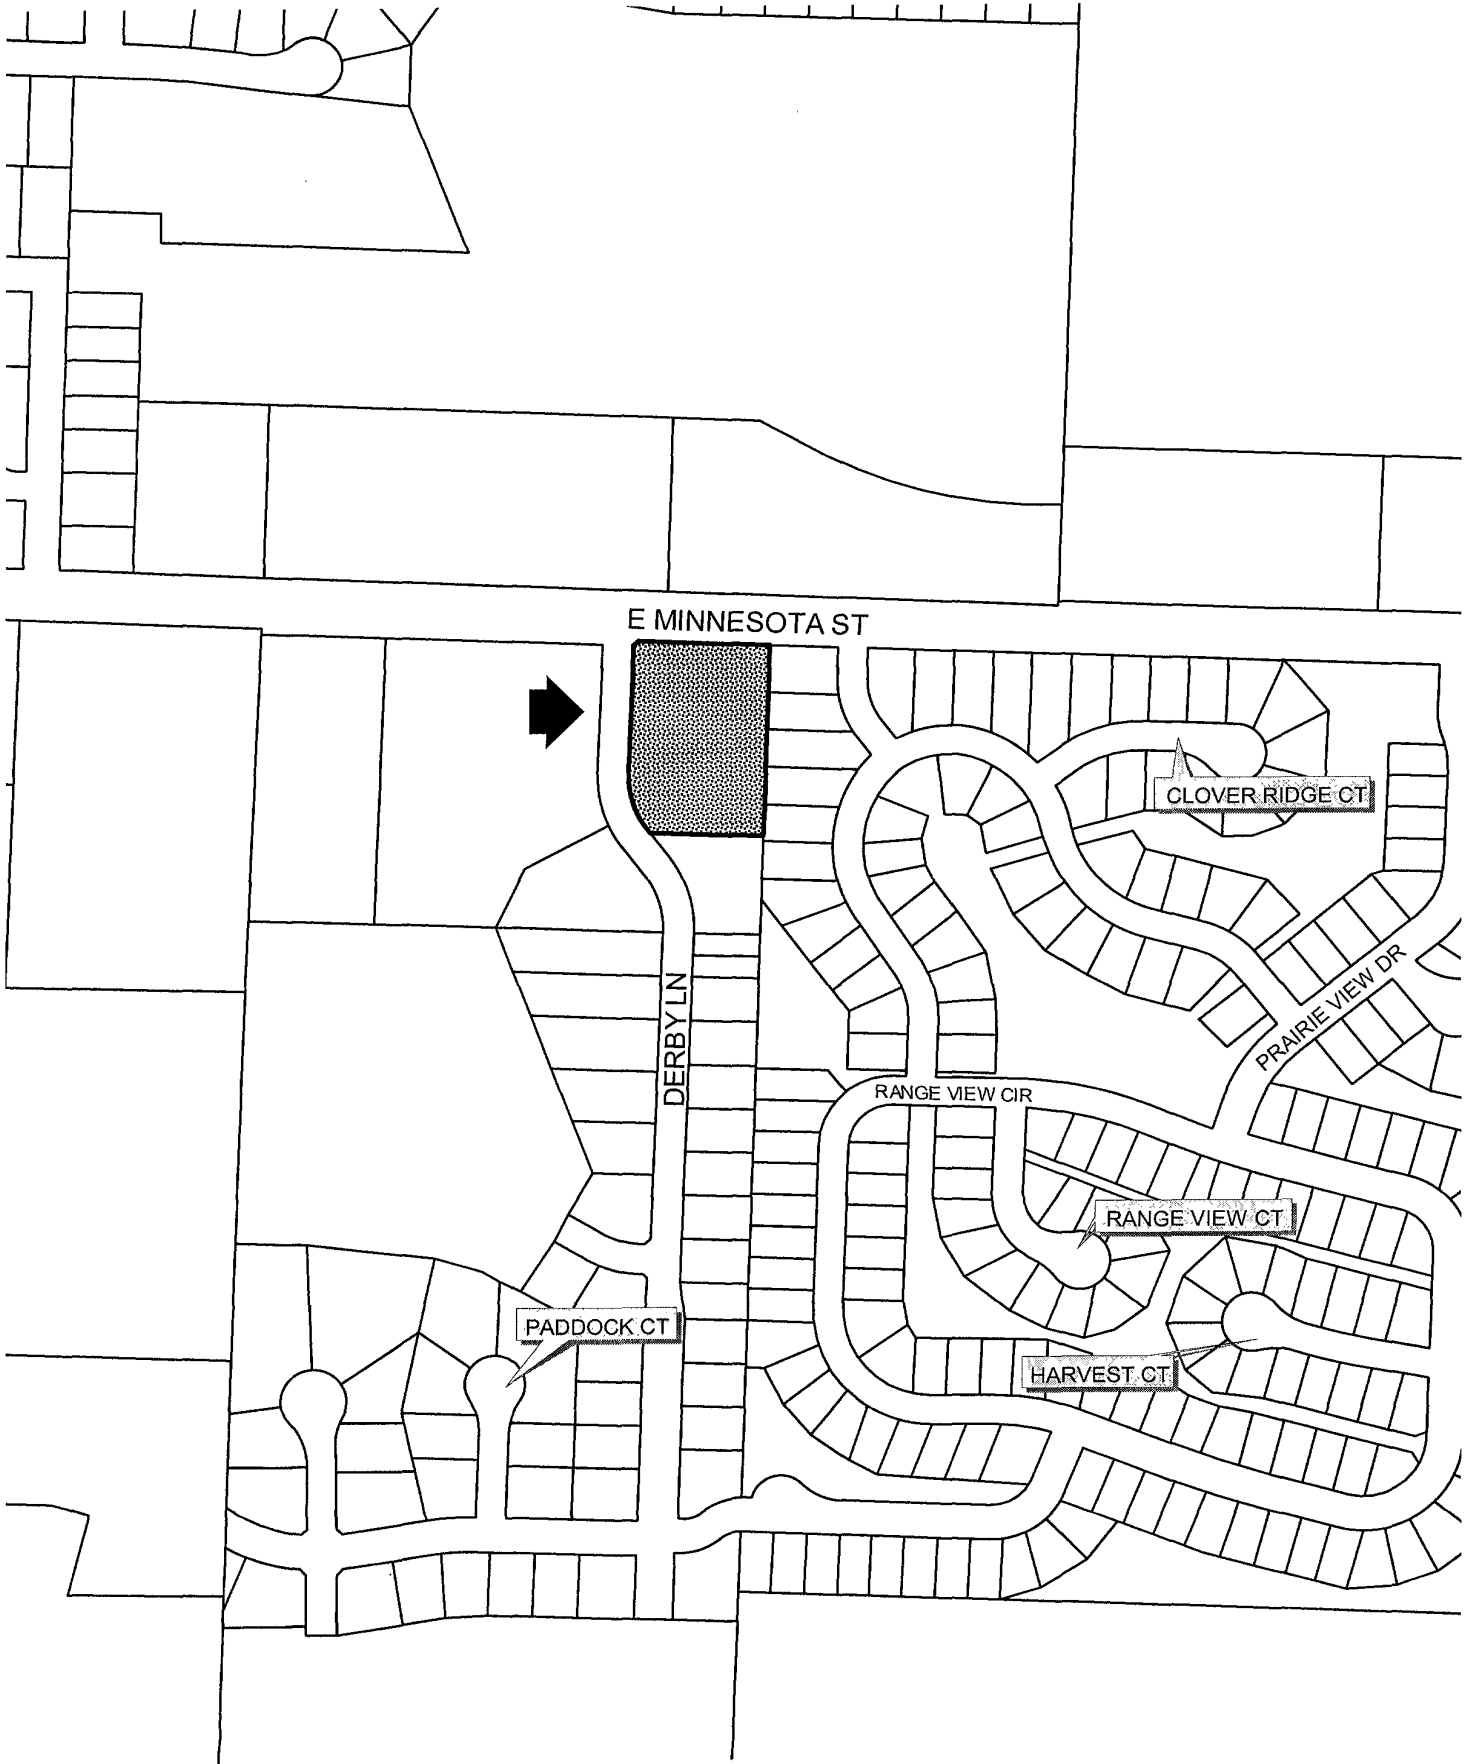 E MINNESOTA ST
CLOVER RIDGE CT
PRAIRIE VIEW DR
DERBY LN
RANGE VIEW CIR
RANGE VIEW CT
PADDOCK CT
HARVEST CT